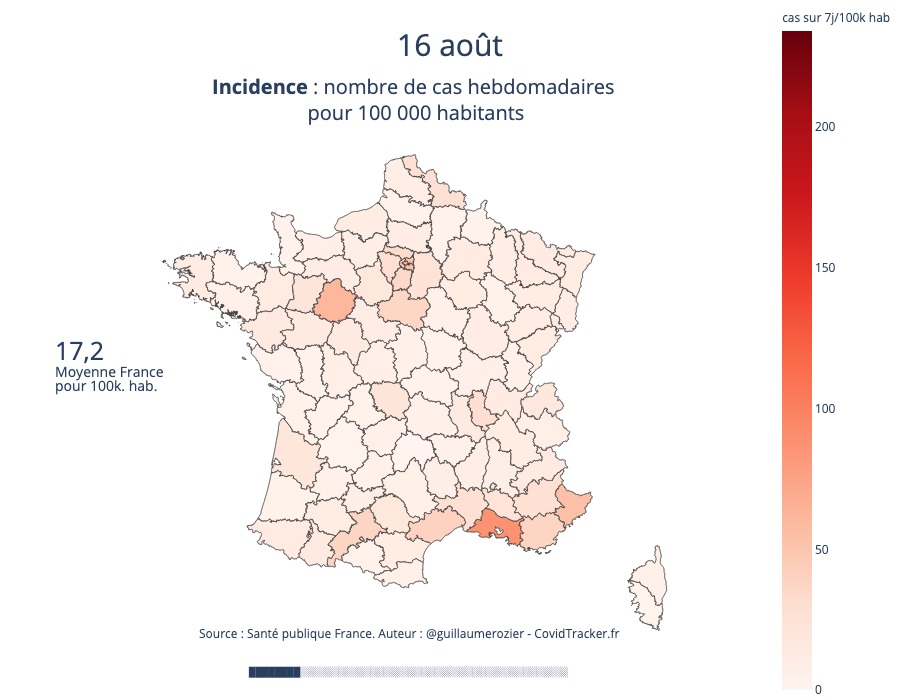 cas sur 7j/100k hab
16 août
Incidence : nombre de cas hebdomadaires
pour 100 000 habitants
200
150
17,2
Moyenne France
pour 100k. hab.
100
50
0
Source : Santé publique France. Auteur : @guillaumerozier - CovidTracker.fr